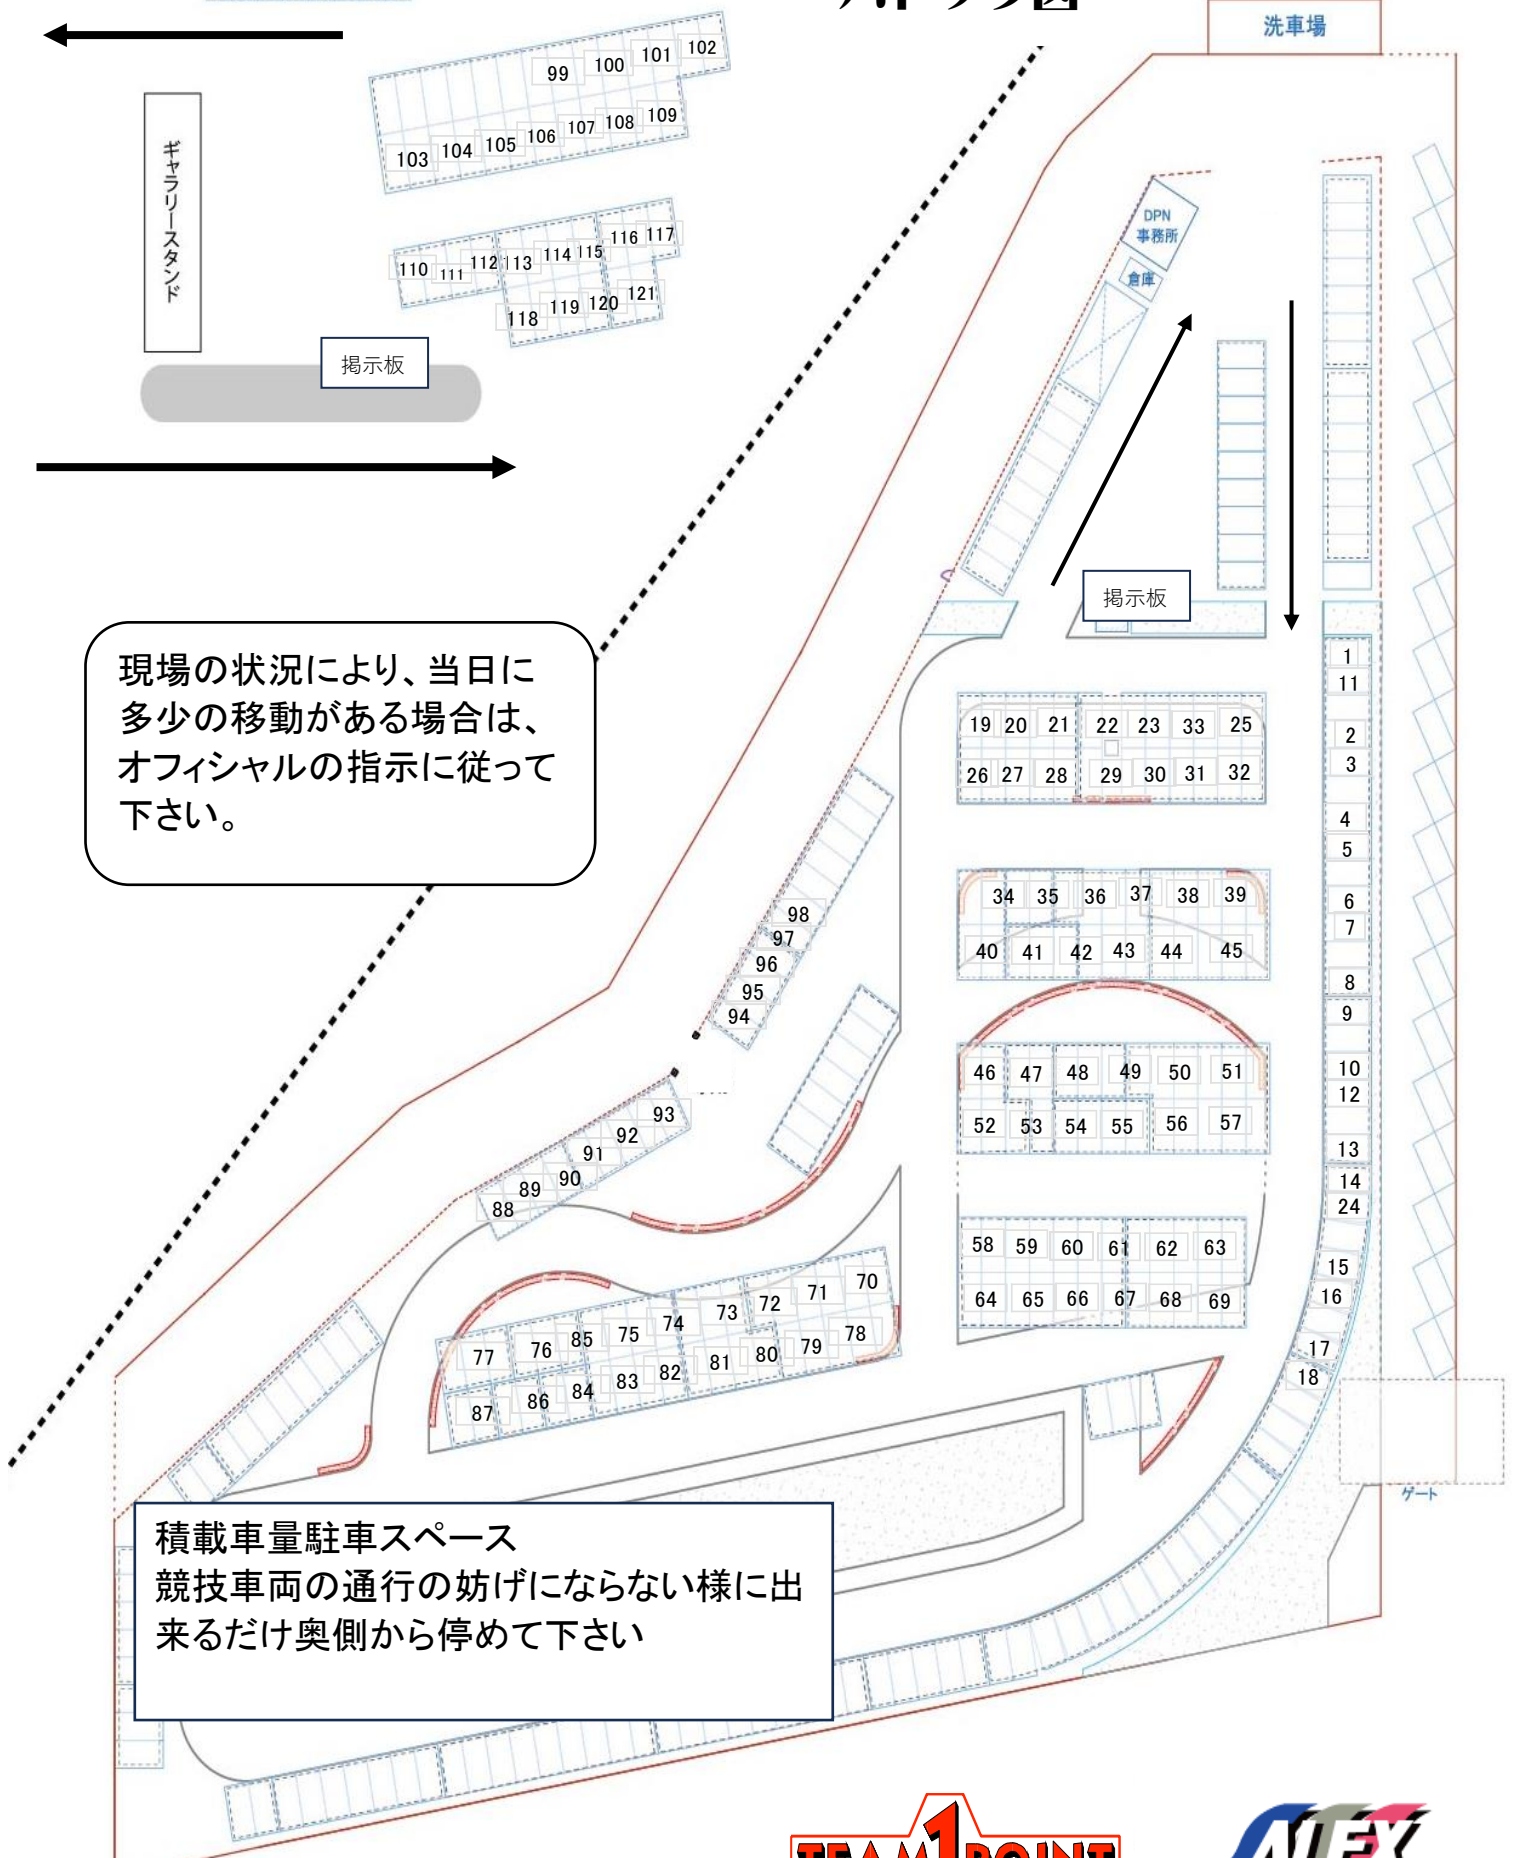 パドック図
洗車場
99 100 101 102
103 104 105 106 107 108 109
ギャラリースタンド
110 111 112 113 114 115 116 117
118 119 120 121
掲示板
DPN
事務所
倉庫
掲示板
現場の状況により、当日に
多少の移動がある場合は、
オフィシャルの指示に従って
下さい。
1
11
2
3
4
5
6
7
8
9
10
12
13
14
24
15
16
17
18
19 20 21 22 23 33 25
26 27 28 29 30 31 32
34 35 36 37 38 39
40 41 42 43 44 45
46 47 48 49 50 51
52 53 54 55 56 57
58 59 60 61 62 63
64 65 66 67 68 69
98
97
96
95
94
93
92
91
90
89
88
77 76 85 75 74 73 72 71 70
87 86 84 83 82 81 80 79 78
ゲート
積載車量駐車スペース
競技車両の通行の妨げにならない様に出
来るだけ奥側から停めて下さい
TEAM 1 POINT